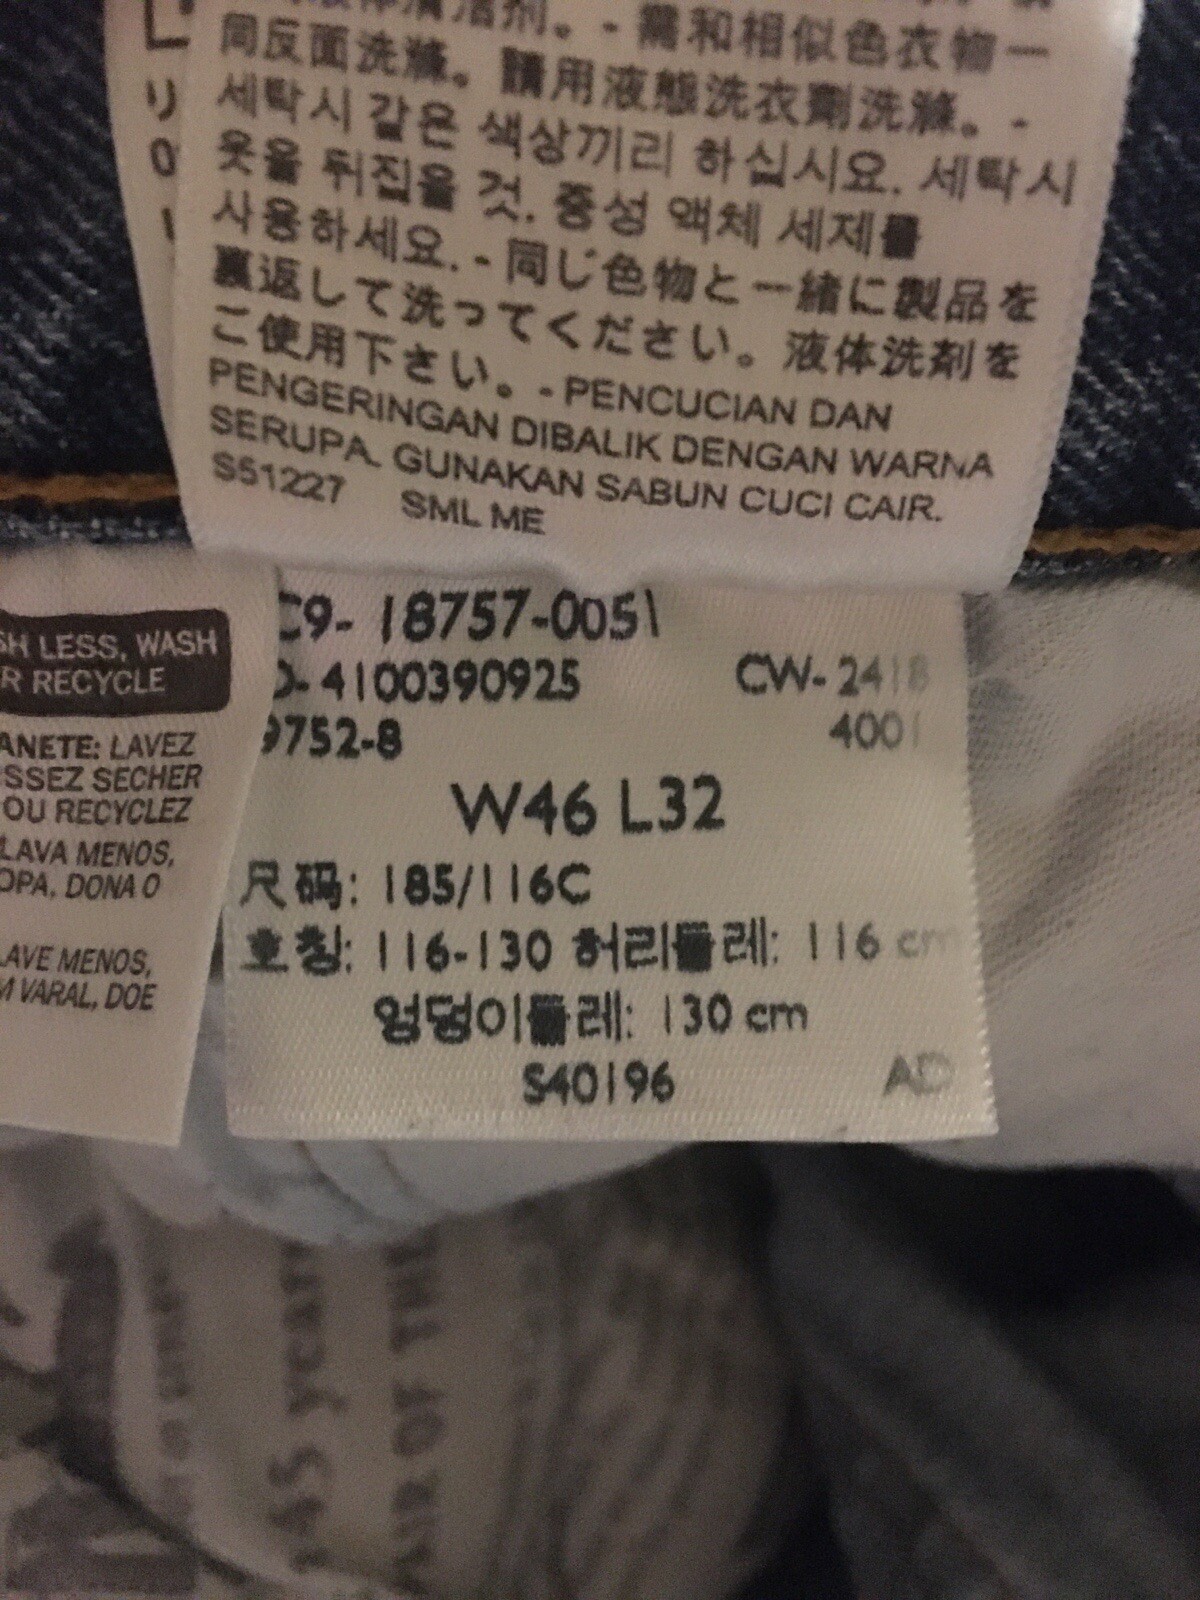 同反面洗滌。請用液態洗衣劑洗滌。-
세탁시 같은 색상끼리 하십시요. 세탁시
옷을 뒤집을 것. 중성 액체 세제를
사용하세요. - 同じ色物と一緒に製品を
裏返して洗ってください。液体洗剤を
ご使用下さい。- PENCUCIAN DAN
PENGERINGAN DIBALIK DENGAN WARNA
SERUPA. GUNAKAN SABUN CUCI CAIR.
S51227 SML ME
SH LESS, WASH
R RECYCLE
ANETE: LAVEZ
SSEZ SECHER
OU RECYCLEZ
LAVA MENOS,
OPA, DONA O
LAVE MENOS,
M VARAL, DOE
C9- 18757-0051
4100390925 CW- 2418
9752-8 4001
W46 L32
尺码: 185/116C
호칭: 116-130 허리둘레: 116 cm
엉덩이둘레: 130 cm
S40196 AD